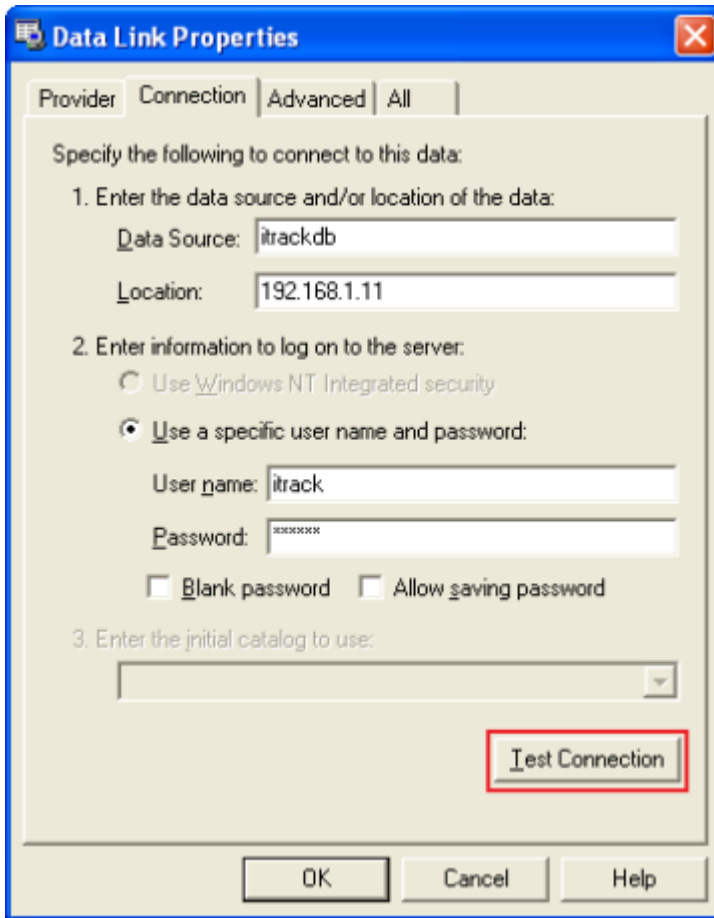 Data Link Properties
Provider Connection Advanced All
Specify the following to connect to this data:
1. Enter the data source and/or location of the data:
Data Source: itrackdb
Location: 192.168.1.11
2. Enter information to log on to the server:
Use Windows NT Integrated security
Use a specific user name and password:
User name: itrack
Password: ******
Blank password Allow saving password
3. Enter the initial catalog to use:
Test Connection
OK Cancel Help